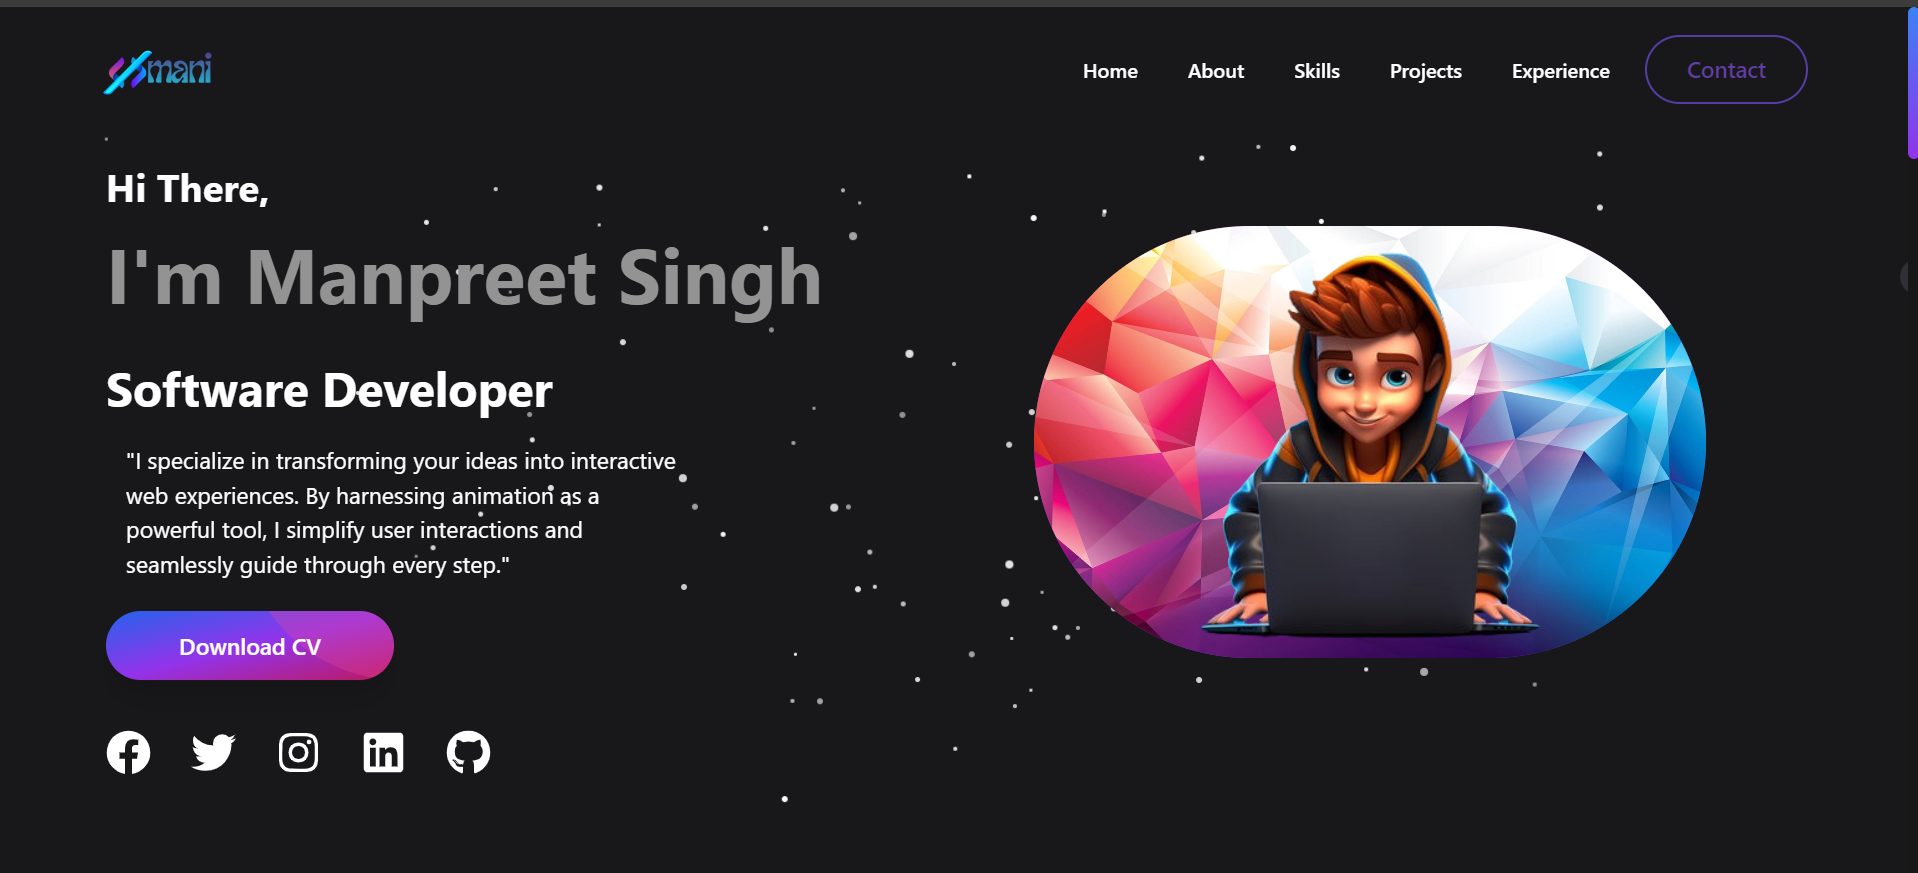 mani
Home About Skills Projects Experience Contact
Hi There,
I'm Manpreet Singh
Software Developer
"I specialize in transforming your ideas into interactive
web experiences. By harnessing animation as a
powerful tool, I simplify user interactions and
seamlessly guide through every step."
Download CV